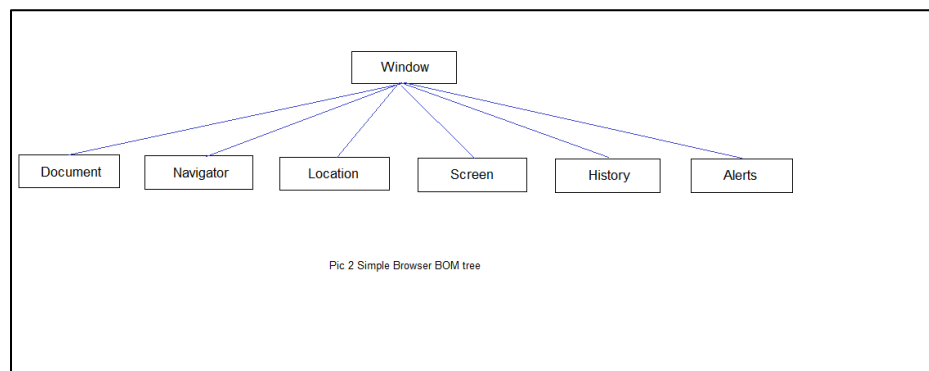 Window
Document Navigator Location Screen History Alerts
Pic 2 Simple Browser BOM tree